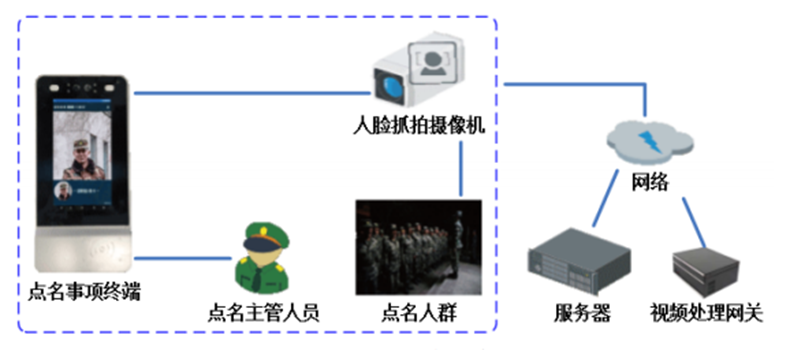 人脸抓拍摄像机
网络
点名事项终端
点名主管人员
点名人群
服务器
视频处理网关